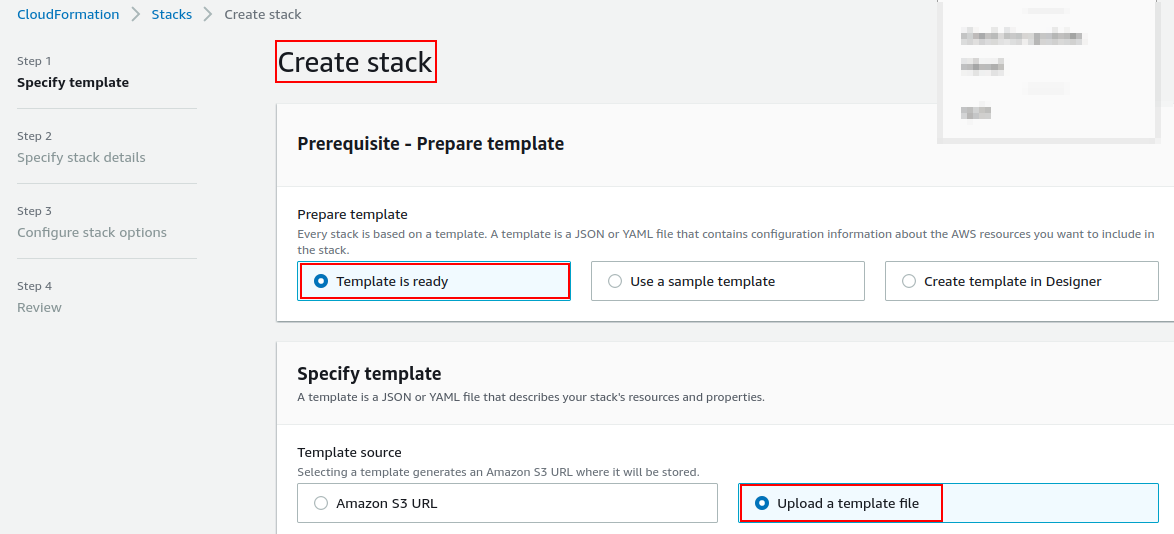 CloudFormation > Stacks > Create stack
Step 1
Specify template
Step 2
Specify stack details
Step 3
Configure stack options
Step 4
Review
Create stack
Prerequisite - Prepare template
Prepare template
Every stack is based on a template. A template is a JSON or YAML file that contains configuration information about the AWS resources you want to include in
the stack.
Template is ready
Use a sample template
Create template in Designer
Specify template
A template is a JSON or YAML file that describes your stack's resources and properties.
Template source
Selecting a template generates an Amazon S3 URL where it will be stored.
Amazon S3 URL
Upload a template file